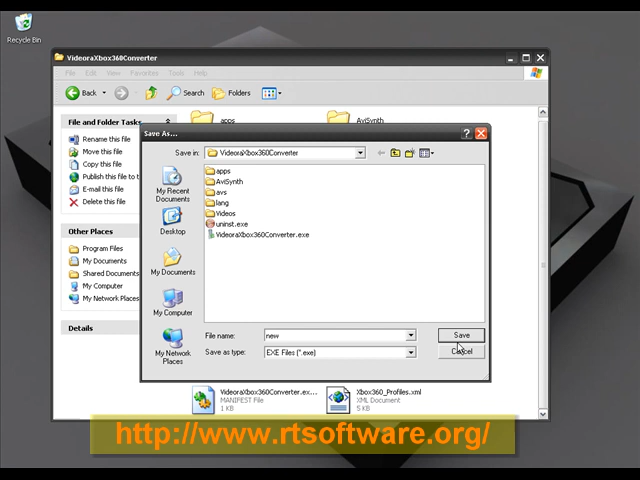 Recycle Bin
VideoraXbox360Converter
File Edit View Favorites Tools Help
Back Search Folders
File and Folder Tasks
Rename this file
Move this file
Copy this file
Publish this file to t
E-mail this file
Delete this file
Other Places
Program Files
My Documents
Shared Documents
My Computer
My Network Places
Details
apps
AviSynth
Save As...
Save in: VideoraXbox360Converter
My Recent Documents
Desktop
My Documents
My Computer
My Network Places
apps
AviSynth
avs
lang
Videos
uninst.exe
VideoraXbox360Converter.exe
File name: new Save
Save as type: EXE Files (*.exe) Cancel
VideoraXbox360Converter.ex...
MANIFEST File
1 KB
Xbox360_Profiles.xml
XML Document
5 KB
http://www.rtsoftware.org/